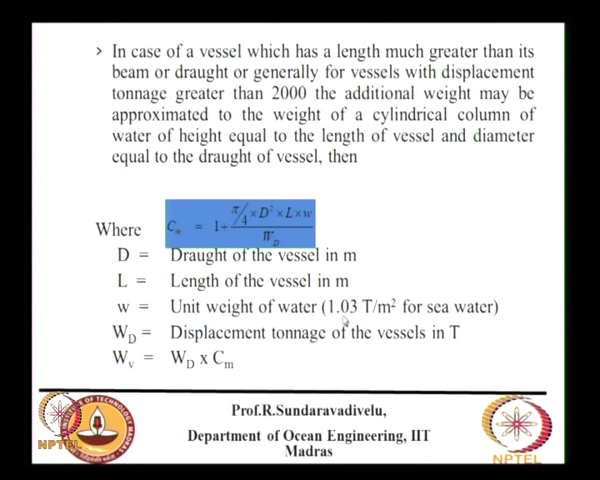 > In case of a vessel which has a length much greater than its
beam or draught or generally for vessels with displacement
tonnage greater than 2000 the additional weight may be
approximated to the weight of a cylindrical column of
water of height equal to the length of vessel and diameter
equal to the draught of vessel, then
C_m = 1+ (π/4 × D² × L × w) / W_D
Where
D = Draught of the vessel in m
L = Length of the vessel in m
w = Unit weight of water (1.03 T/m² for sea water)
W_D = Displacement tonnage of the vessels in T
W_v = W_D x C_m
Prof.R.Sundaravadivelu,
Department of Ocean Engineering, IIT
Madras
NPTEL
NPTEL